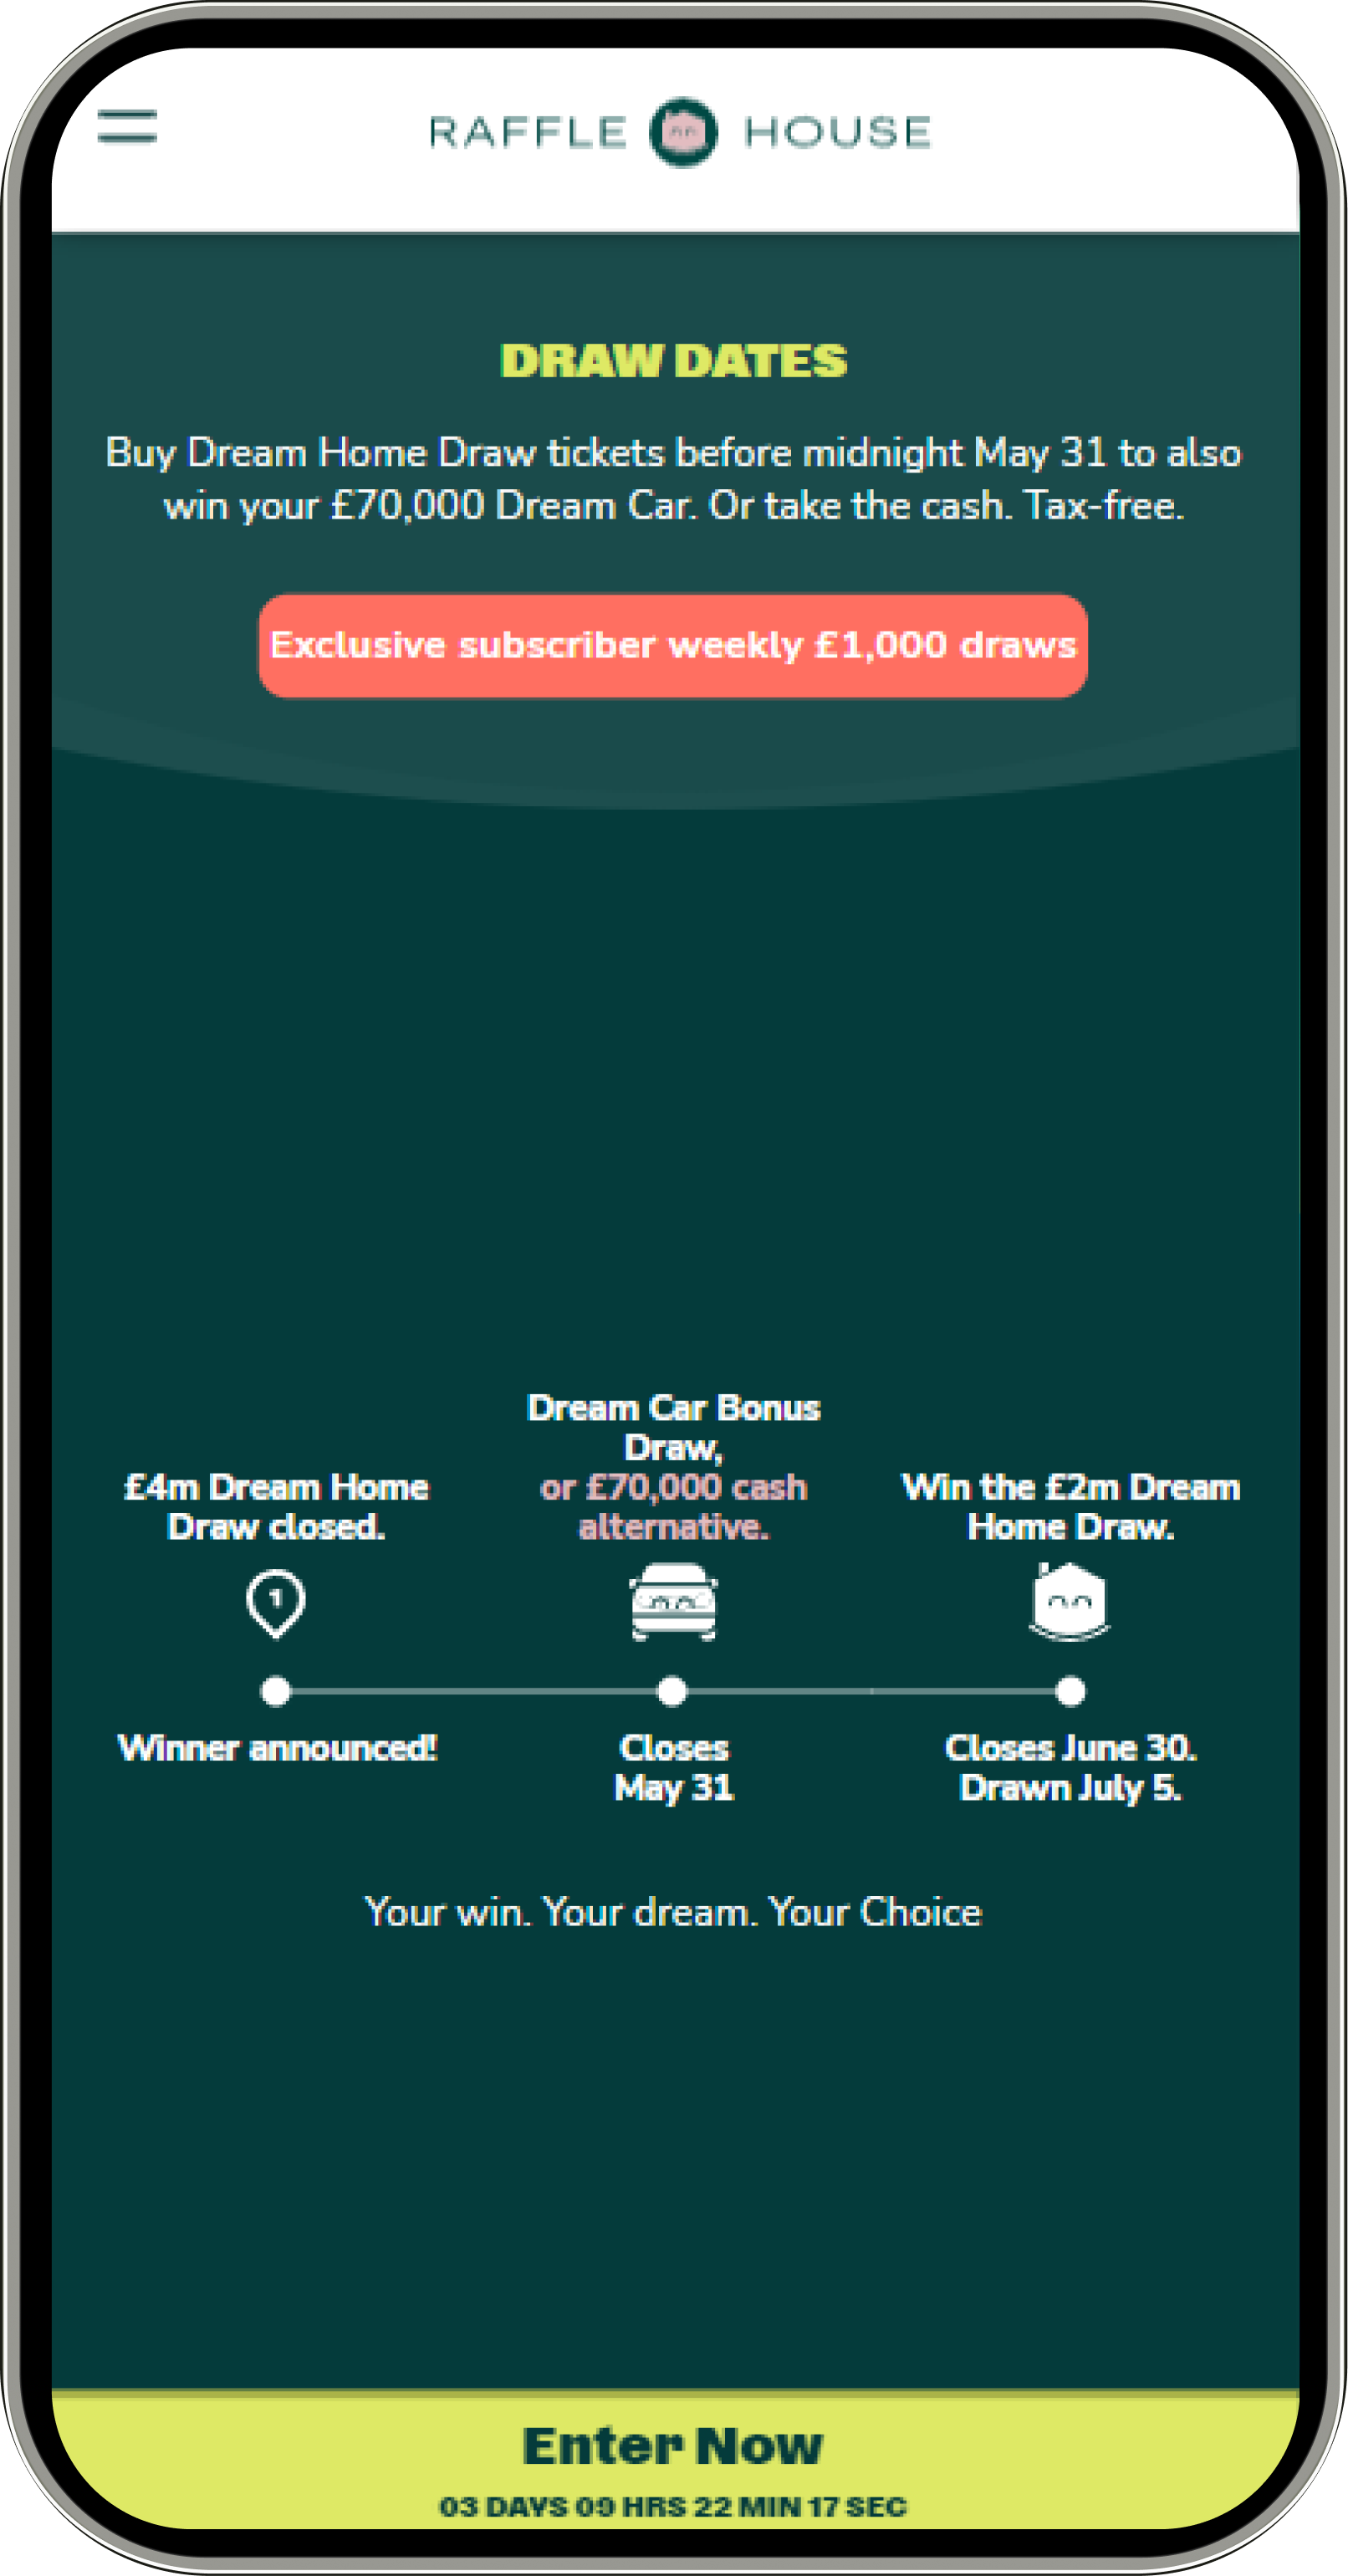 RAFFLE HOUSE
DRAW DATES
Buy Dream Home Draw tickets before midnight May 31 to also
win your £70,000 Dream Car. Or take the cash. Tax-free.
Exclusive subscriber weekly £1,000 draws
£4m Dream Home
Draw closed.
1
Winner announced!
Dream Car Bonus
Draw,
or £70,000 cash
alternative.
Closes
May 31
Win the £2m Dream
Home Draw.
Closes June 30.
Drawn July 5.
Your win. Your dream. Your Choice
Enter Now
03 DAYS 09 HRS 22 MIN 17 SEC